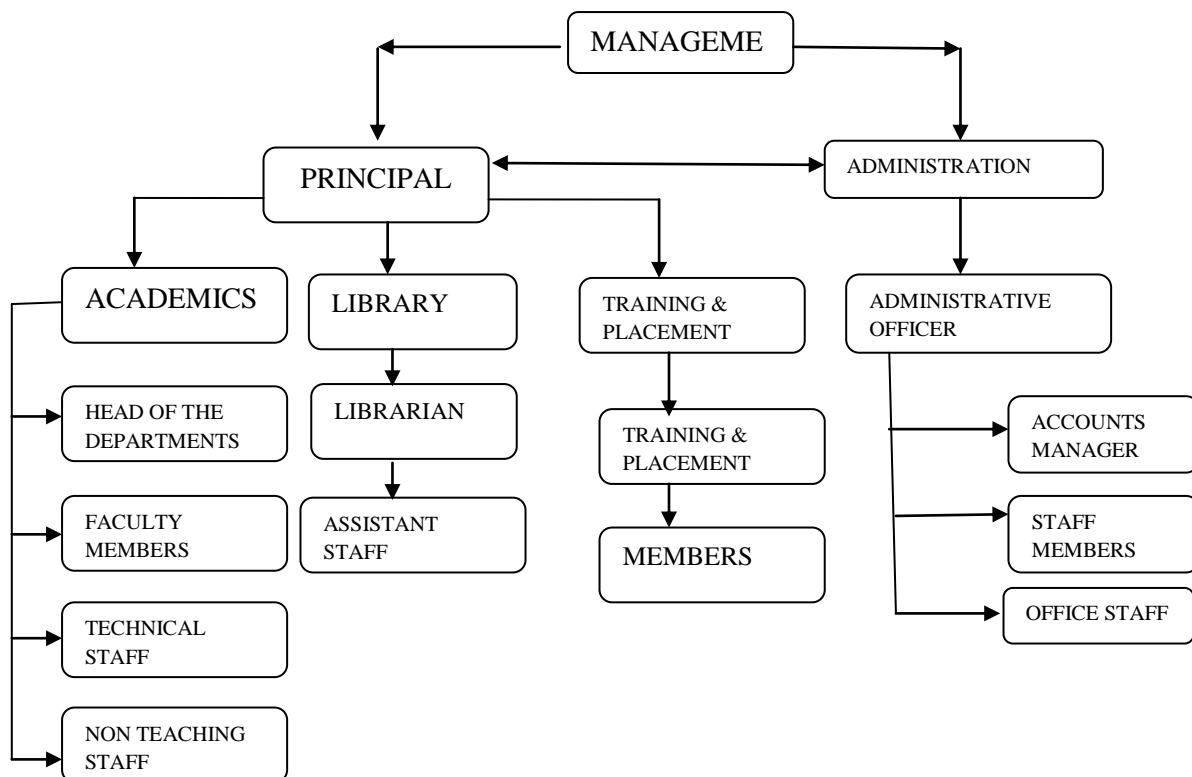 MANAGEME
PRINCIPAL
ADMINISTRATION
ACADEMICS
LIBRARY
TRAINING &
PLACEMENT
ADMINISTRATIVE
OFFICER
HEAD OF THE
DEPARTMENTS
LIBRARIAN
TRAINING &
PLACEMENT
ACCOUNTS
MANAGER
FACULTY
MEMBERS
ASSISTANT
STAFF
MEMBERS
STAFF
MEMBERS
TECHNICAL
STAFF
OFFICE STAFF
NON TEACHING
STAFF